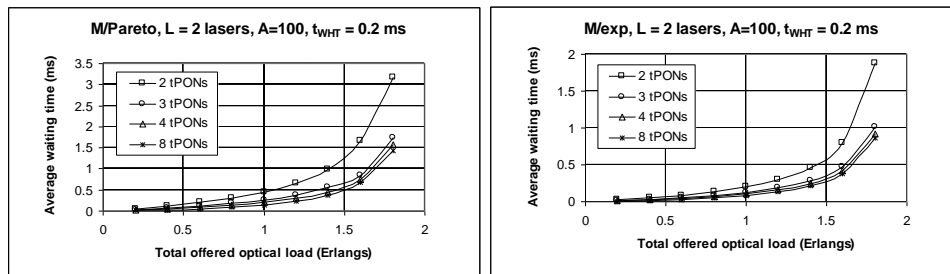 M/Pareto, L = 2 lasers, A=100, tWHT = 0.2 ms
Average waiting time (ms)
3.5
3
2.5
2
1.5
1
0.5
0
2 tPONs
3 tPONs
4 tPONs
8 tPONs
0 0.5 1 1.5 2
Total offered optical load (Erlangs)
M/exp, L = 2 lasers, A=100, tWHT = 0.2 ms
Average waiting time (ms)
2
1.5
1
0.5
0
2 tPONs
3 tPONs
4 tPONs
8 tPONs
0 0.5 1 1.5 2
Total offered optical load (Erlangs)